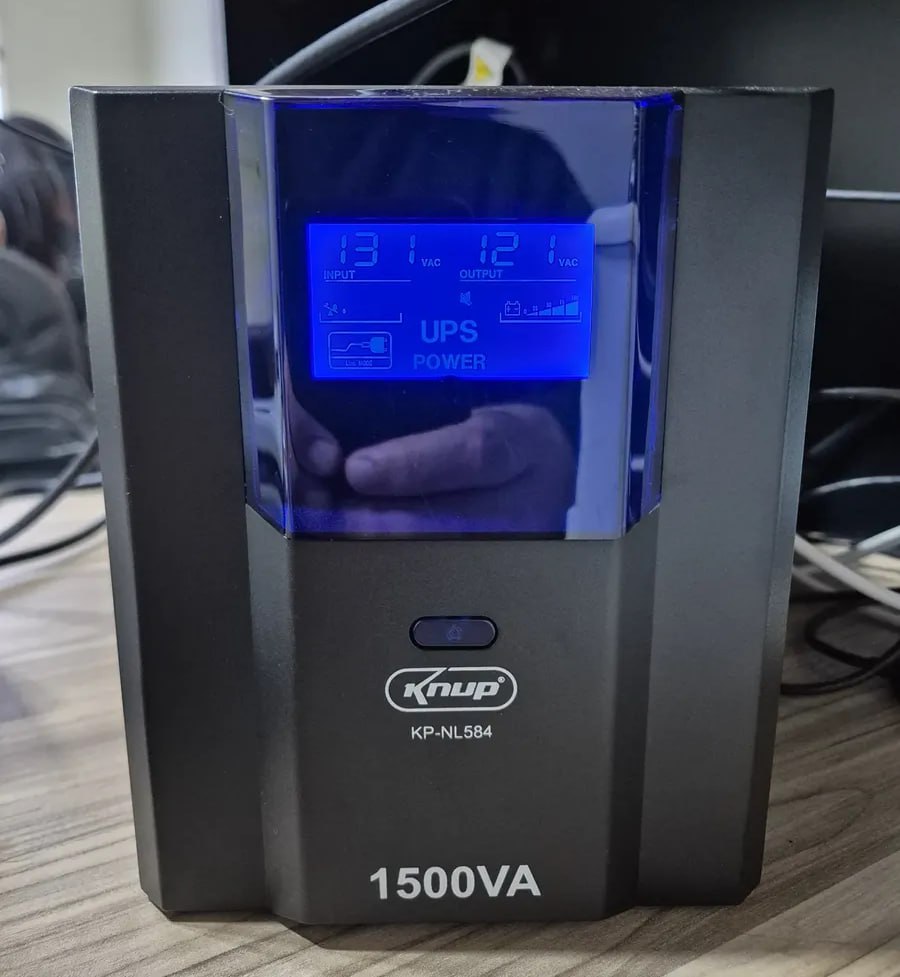 131 VAC 121 VAC
INPUT OUTPUT
UPS
POWER
Knup®
KP-NL584
1500VA